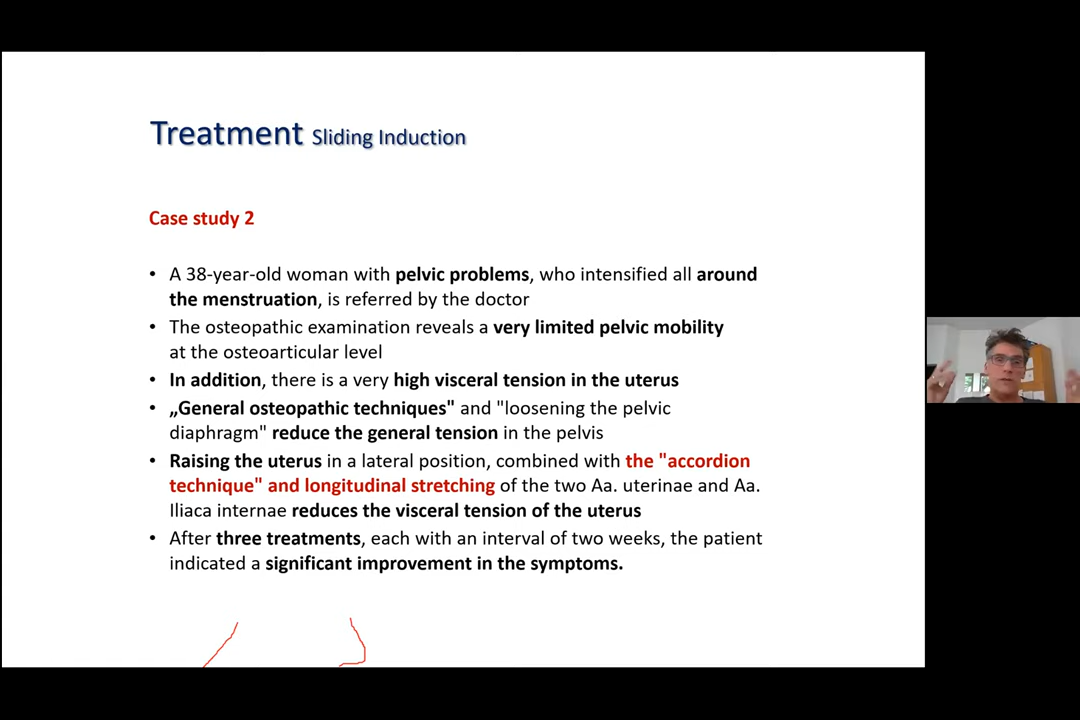 Treatment Sliding Induction
Case study 2
• A 38-year-old woman with pelvic problems, who intensified all around
the menstruation, is referred by the doctor
• The osteopathic examination reveals a very limited pelvic mobility
at the osteoarticular level
• In addition, there is a very high visceral tension in the uterus
• „General osteopathic techniques" and "loosening the pelvic
diaphragm" reduce the general tension in the pelvis
• Raising the uterus in a lateral position, combined with the "accordion
technique" and longitudinal stretching of the two Aa. uterinae and Aa.
Iliaca internae reduces the visceral tension of the uterus
• After three treatments, each with an interval of two weeks, the patient
indicated a significant improvement in the symptoms.